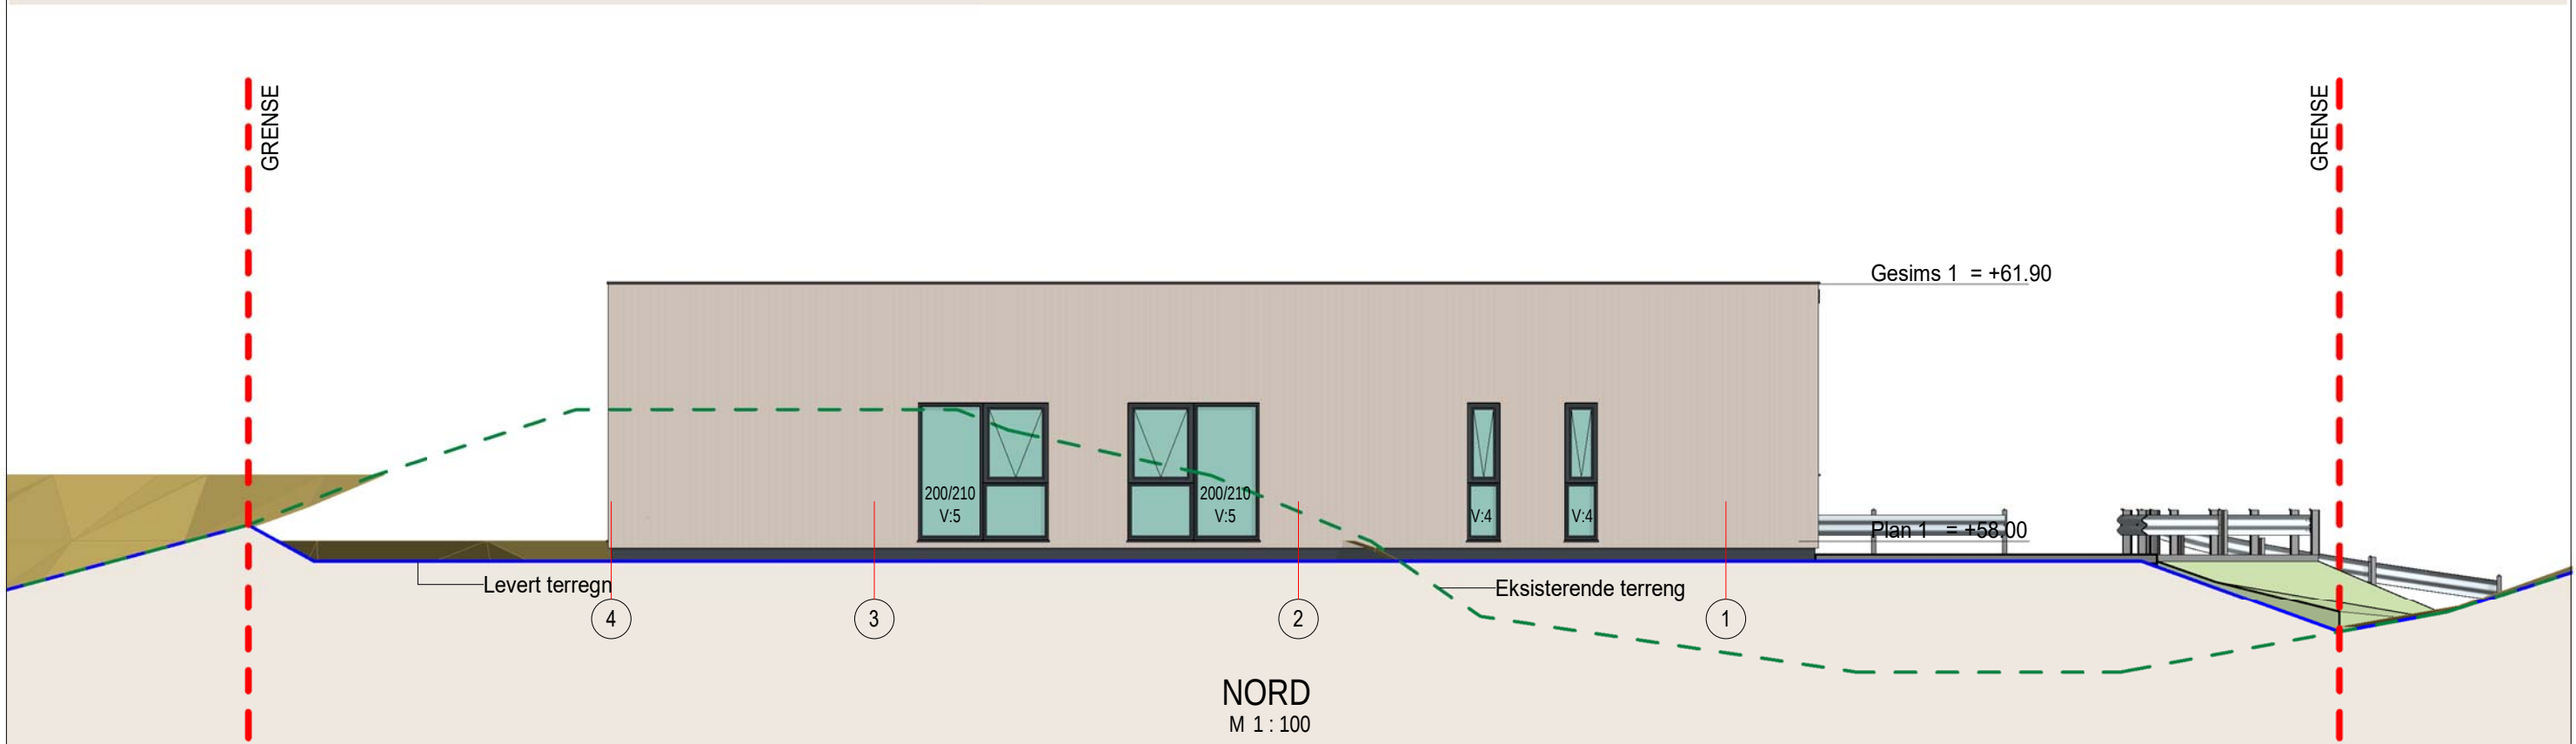 GRENSE
GRENSE
Gesims 1 = +61.90
200/210
V:5
200/210
V:5
V:4
V:4
Plan 1 = +58.00
Levert terregn
Eksisterende terreng
4
3
2
1
NORD
M 1 : 100